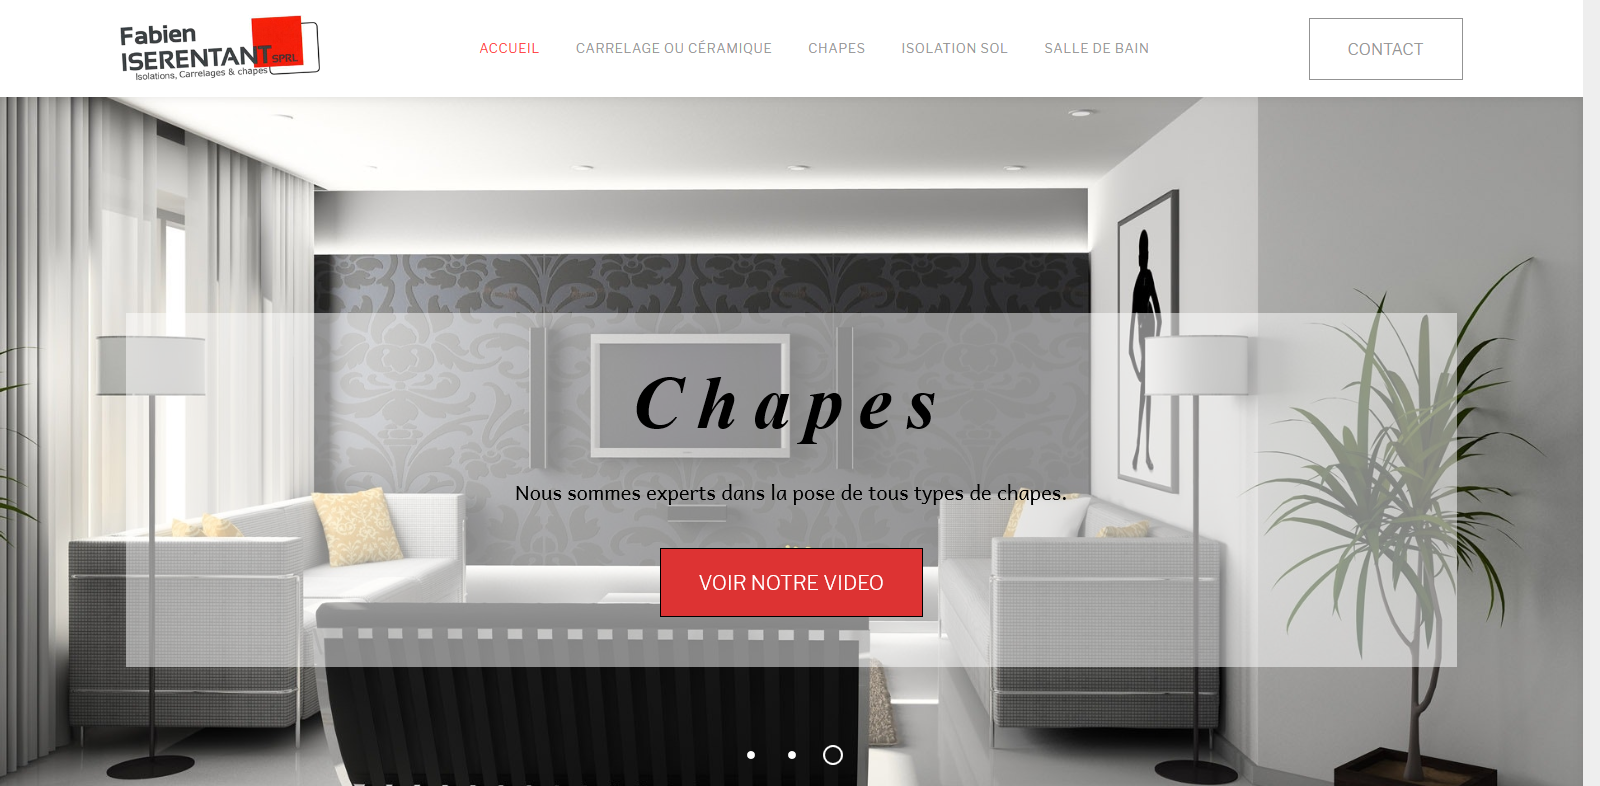 Fabien
ISERENTANT SPRL
Isolations, Carrelages & chapes
ACCUEIL
CARRELAGE OU CÉRAMIQUE
CHAPES
ISOLATION SOL
SALLE DE BAIN
CONTACT
Chapes
Nous sommes experts dans la pose de tous types de chapes.
VOIR NOTRE VIDEO